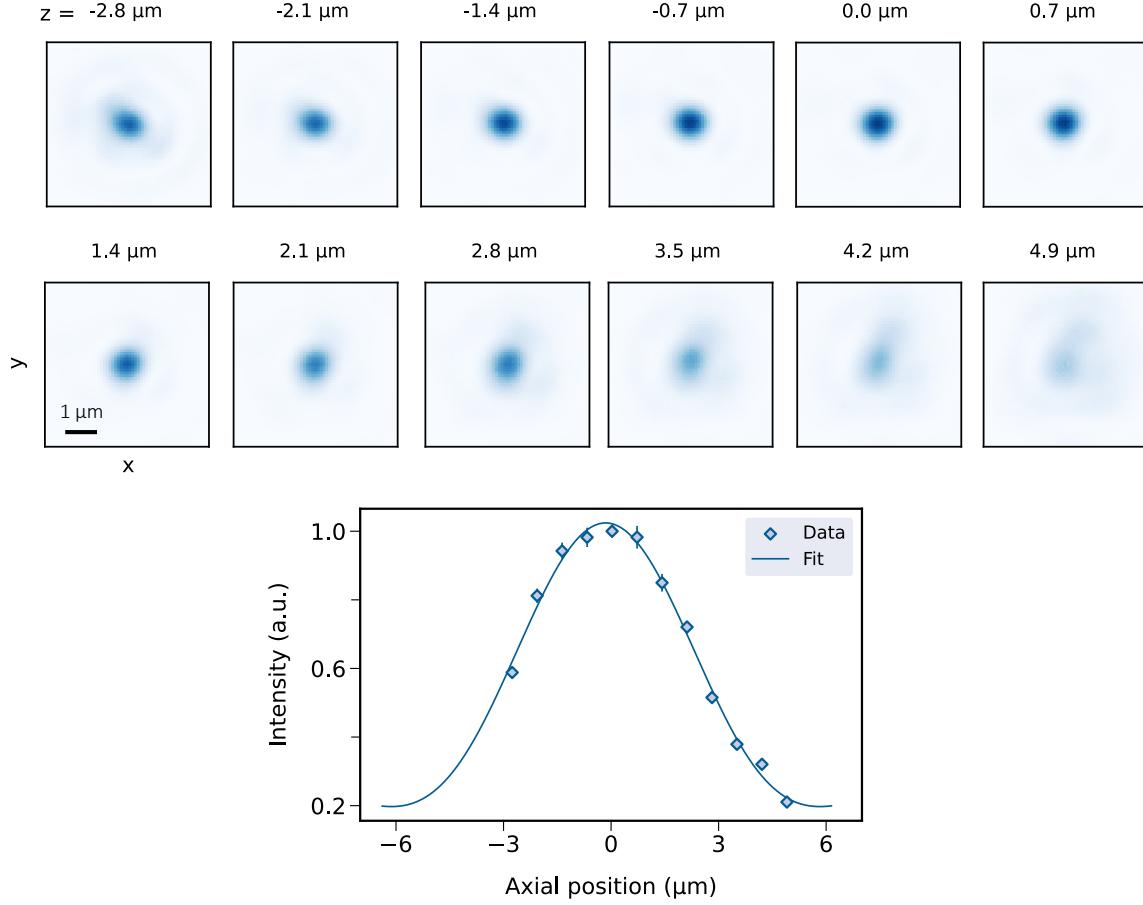 z = -2.8 µm -2.1 µm -1.4 µm -0.7 µm 0.0 µm 0.7 µm
1.4 µm 2.1 µm 2.8 µm 3.5 µm 4.2 µm 4.9 µm
y
1 µm
x
1.0
0.6
0.2
Intensity (a.u.)
Data
Fit
−6 −3 0 3 6
Axial position (µm)